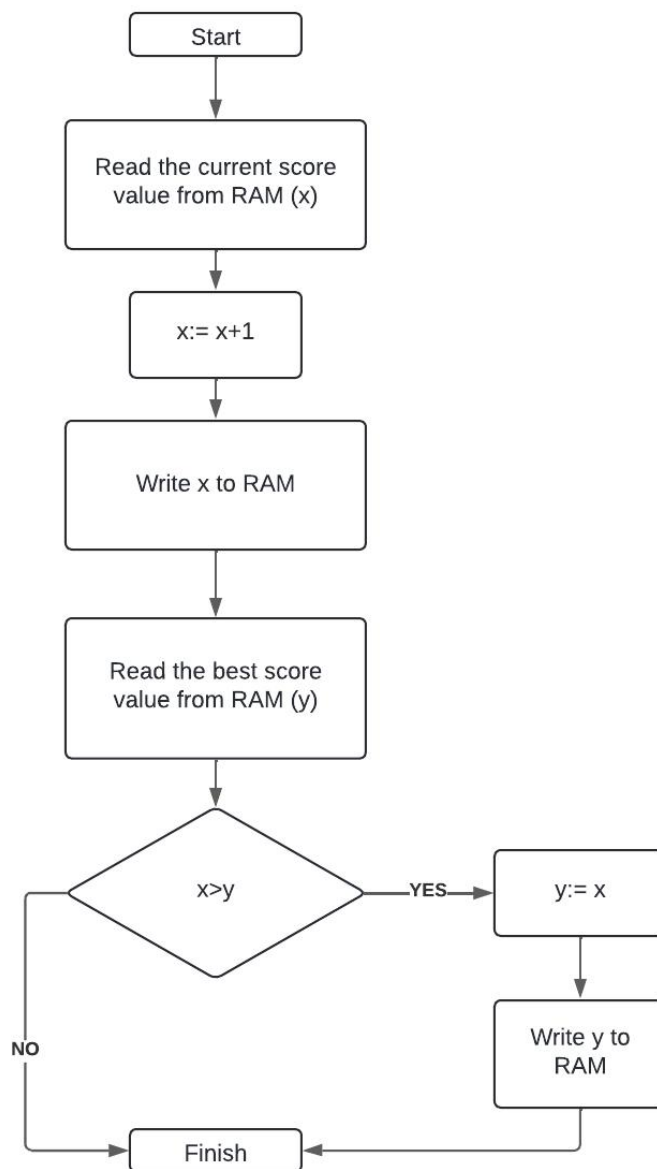 Start
Read the current score
value from RAM (x)
x:= x+1
Write x to RAM
Read the best score
value from RAM (y)
x>y
YES
y:= x
Write y to
RAM
NO
Finish